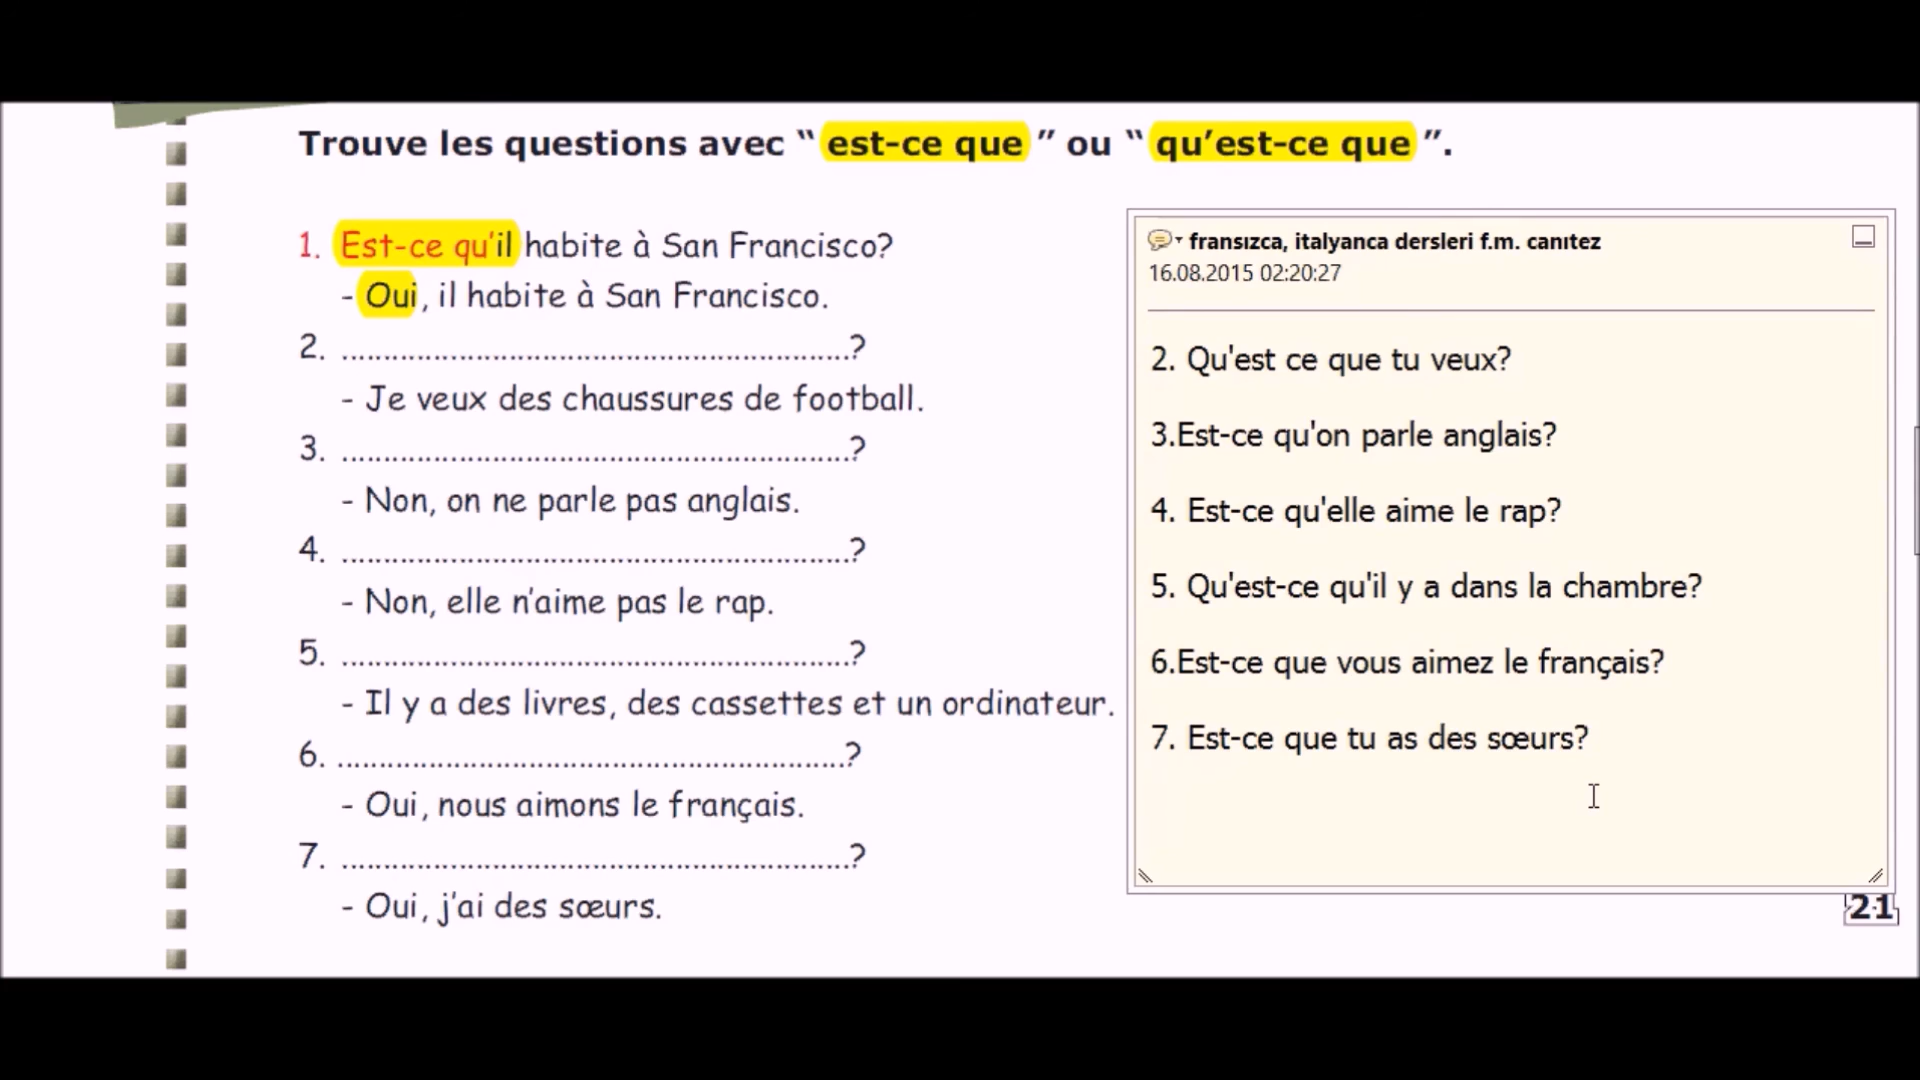 Trouve les questions avec “ est-ce que ” ou “ qu’est-ce que ”.
1. Est-ce qu’il habite à San Francisco?
- Oui, il habite à San Francisco.
2. ............................................................?
- Je veux des chaussures de football.
3. ............................................................?
- Non, on ne parle pas anglais.
4. ............................................................?
- Non, elle n’aime pas le rap.
5. ............................................................?
- Il y a des livres, des cassettes et un ordinateur.
6. ............................................................?
- Oui, nous aimons le français.
7. ............................................................?
- Oui, j’ai des sœurs.
fransızca, italyanca dersleri f.m. canıtez
16.08.2015 02:20:27
2. Qu'est ce que tu veux?
3.Est-ce qu'on parle anglais?
4. Est-ce qu'elle aime le rap?
5. Qu'est-ce qu'il y a dans la chambre?
6.Est-ce que vous aimez le français?
7. Est-ce que tu as des sœurs?
21